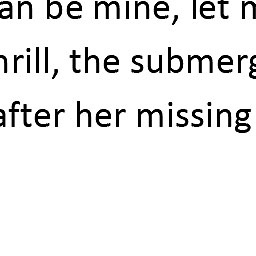 an be mine, let m
hrill, the submerg
after her missing